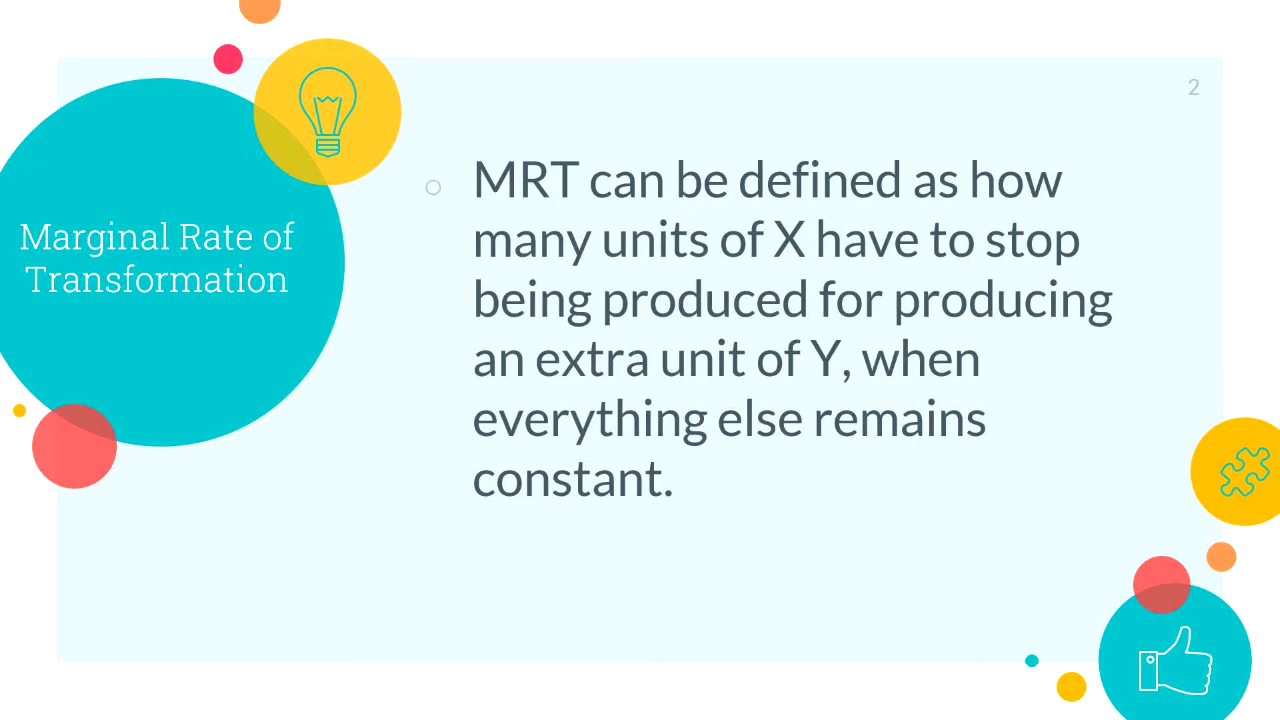 2
Marginal Rate of
Transformation
MRT can be defined as how
many units of X have to stop
being produced for producing
an extra unit of Y, when
everything else remains
constant.